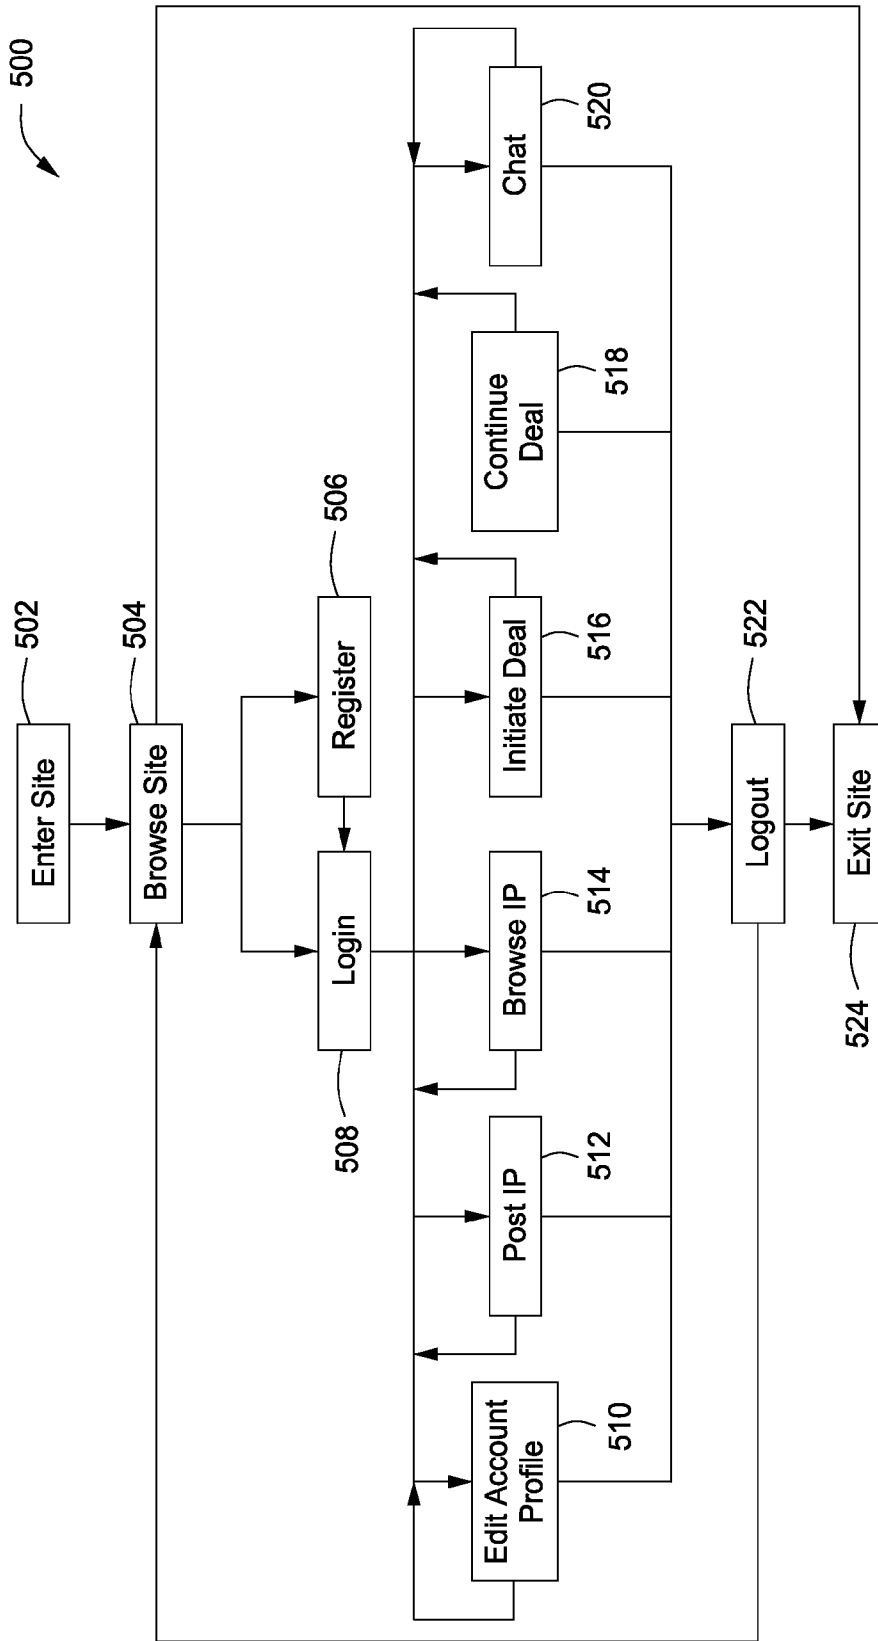 500
Enter Site
502
Browse Site
504
Register
506
Login
508
Edit Account
Profile
510
Post IP
512
Browse IP
514
Initiate Deal
516
Continue
Deal
518
Chat
520
Logout
522
Exit Site
524